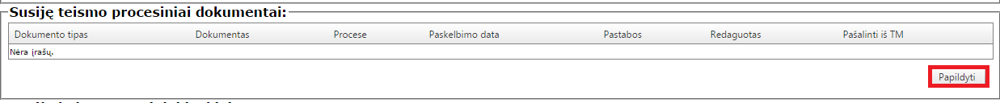 Susiję teismo procesiniai dokumentai:
Dokumento tipas Dokumentas Procese Paskelbimo data Pastabos Redaguotas Pašalinti iš TM
Nėra įrašų.
Papildyti